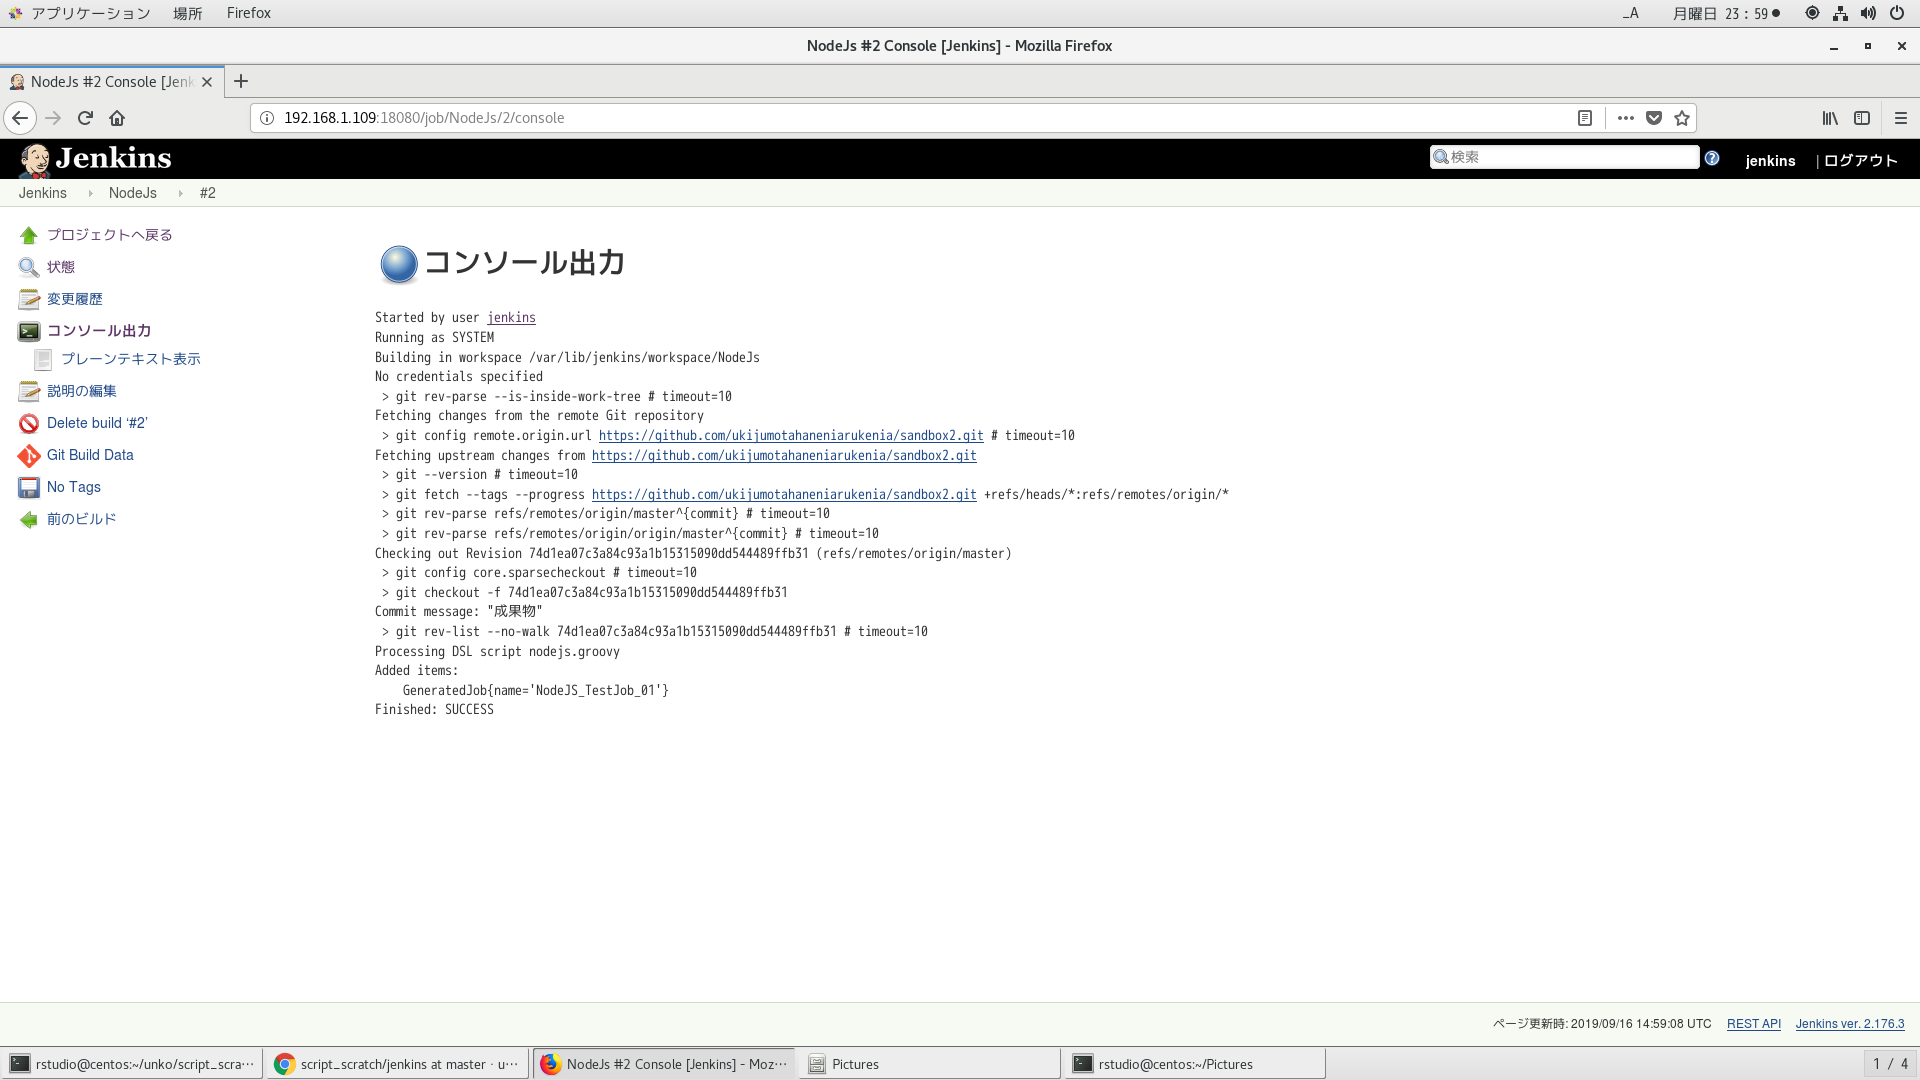 アプリケーション 場所 Firefox _A 月曜日 23 : 59
NodeJs #2 Console [Jenkins] - Mozilla Firefox
NodeJs #2 Console [Jenk
192.168.1.109:18080/job/NodeJs/2/console
Jenkins 検索 jenkins | ログアウト
Jenkins NodeJs #2
プロジェクトへ戻る
状態
変更履歴
コンソール出力
プレーンテキスト表示
説明の編集
Delete build ‘#2’
Git Build Data
No Tags
前のビルド
コンソール出力
Started by user jenkins
Running as SYSTEM
Building in workspace /var/lib/jenkins/workspace/NodeJs
No credentials specified
 > git rev-parse --is-inside-work-tree # timeout=10
Fetching changes from the remote Git repository
 > git config remote.origin.url https://github.com/ukijumotahaneniarukenia/sandbox2.git # timeout=10
Fetching upstream changes from https://github.com/ukijumotahaneniarukenia/sandbox2.git
 > git --version # timeout=10
 > git fetch --tags --progress https://github.com/ukijumotahaneniarukenia/sandbox2.git +refs/heads/*:refs/remotes/origin/*
 > git rev-parse refs/remotes/origin/master^{commit} # timeout=10
 > git rev-parse refs/remotes/origin/origin/master^{commit} # timeout=10
Checking out Revision 74d1ea07c3a84c93a1b15315090dd544489ffb31 (refs/remotes/origin/master)
 > git config core.sparsecheckout # timeout=10
 > git checkout -f 74d1ea07c3a84c93a1b15315090dd544489ffb31
Commit message: "成果物"
 > git rev-list --no-walk 74d1ea07c3a84c93a1b15315090dd544489ffb31 # timeout=10
Processing DSL script nodejs.groovy
Added items:
    GeneratedJob{name='NodeJS_TestJob_01'}
Finished: SUCCESS
ページ更新時: 2019/09/16 14:59:08 UTC REST API Jenkins ver. 2.176.3
rstudio@centos:~/unko/script_scra… script_scratch/jenkins at master · u… NodeJs #2 Console [Jenkins] - Moz… Pictures rstudio@centos:~/Pictures 1 / 4